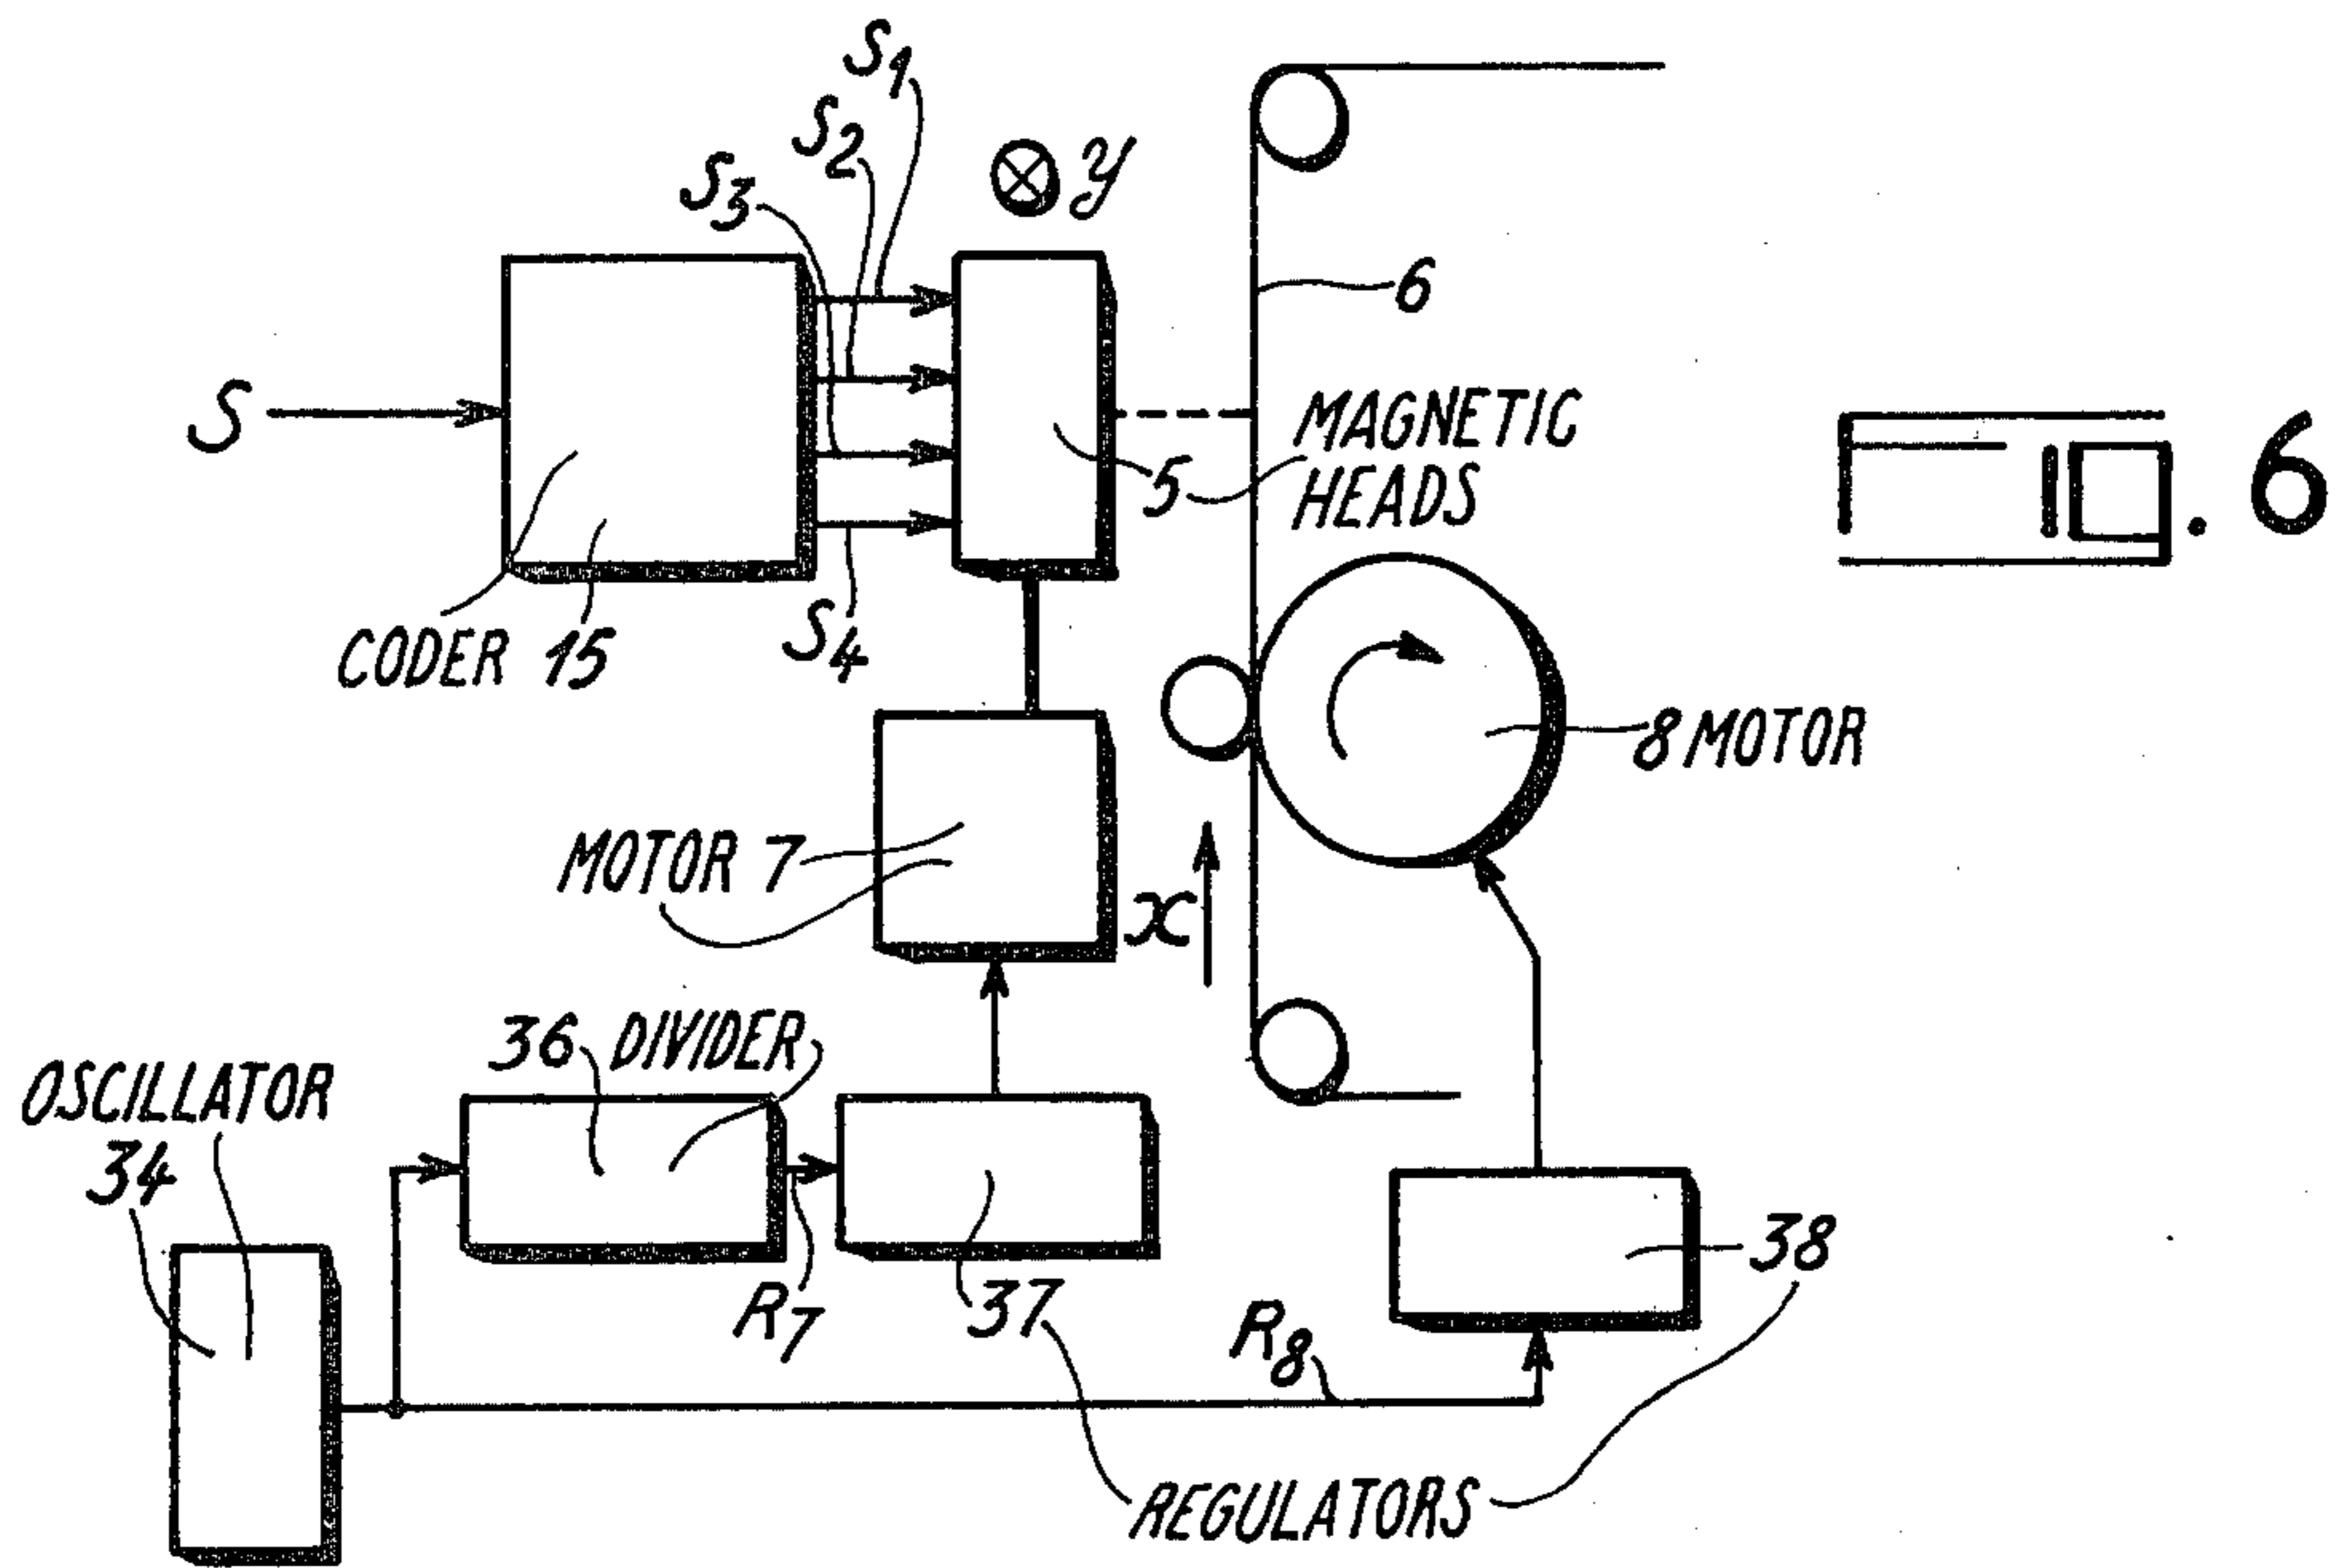 S1
S2
S3
y
6
S
MAGNETIC
HEADS
5
FIG. 6
S4
CODER 15
8 MOTOR
MOTOR 7
x
36 DIVIDER
OSCILLATOR
34
R7
37
38
R8
REGULATORS